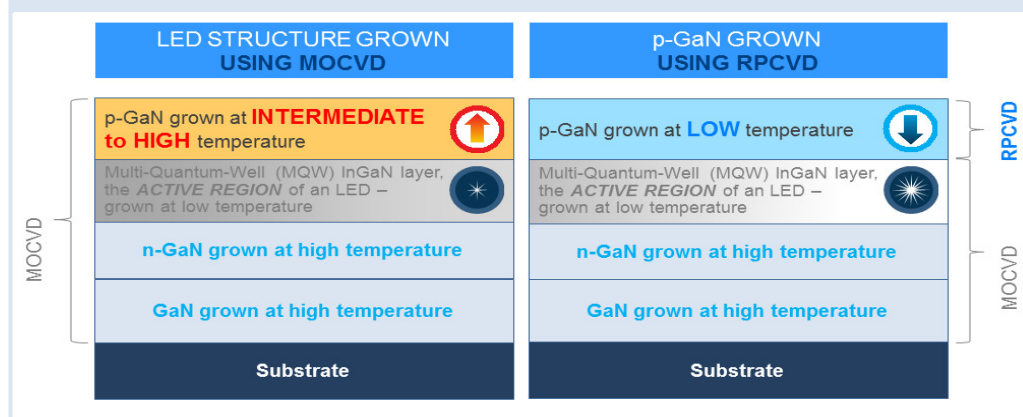 LED STRUCTURE GROWN
USING MOCVD
p-GaN grown at INTERMEDIATE
to HIGH temperature
Multi-Quantum-Well (MQW) InGaN layer,
the ACTIVE REGION of an LED –
grown at low temperature
n-GaN grown at high temperature
GaN grown at high temperature
Substrate
MOCVD
p-GaN GROWN
USING RPCVD
p-GaN grown at LOW temperature
Multi-Quantum-Well (MQW) InGaN layer,
the ACTIVE REGION of an LED –
grown at low temperature
n-GaN grown at high temperature
GaN grown at high temperature
Substrate
RPCVD
MOCVD